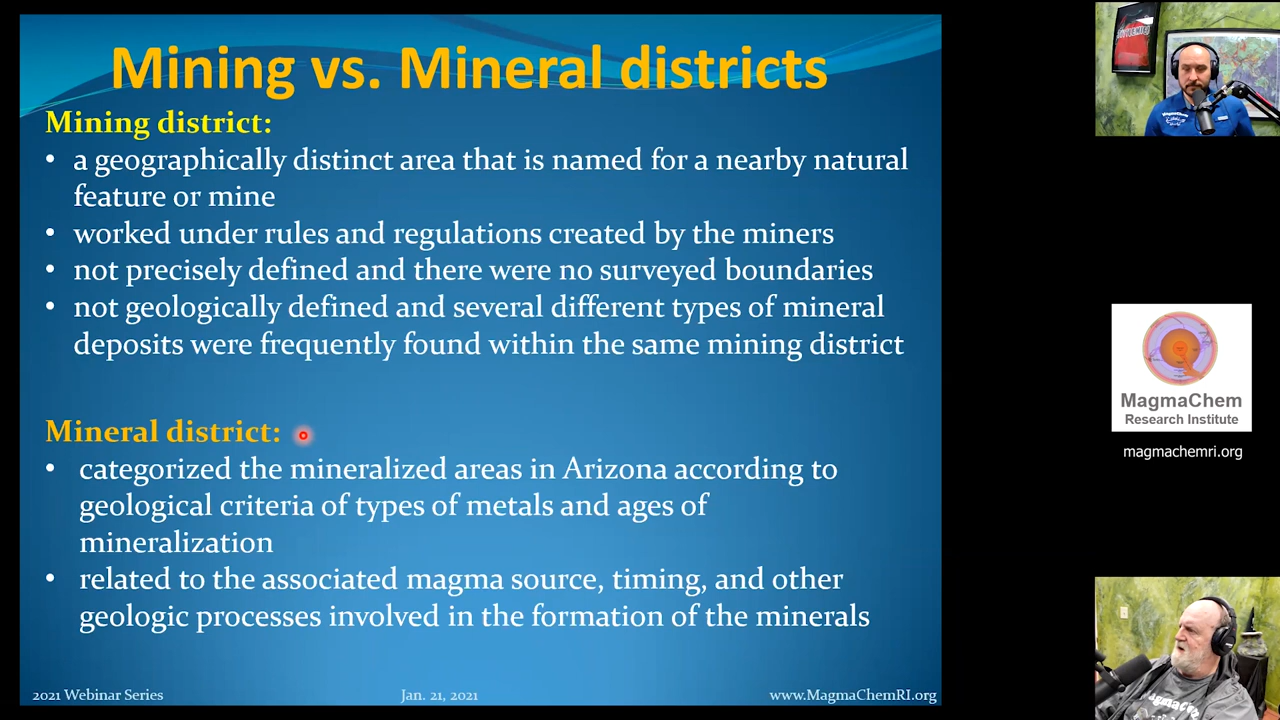 Mining vs. Mineral districts
Mining district:
• a geographically distinct area that is named for a nearby natural
feature or mine
• worked under rules and regulations created by the miners
• not precisely defined and there were no surveyed boundaries
• not geologically defined and several different types of mineral
deposits were frequently found within the same mining district
Mineral district:
• categorized the mineralized areas in Arizona according to
geological criteria of types of metals and ages of
mineralization
• related to the associated magma source, timing, and other
geologic processes involved in the formation of the minerals
2021 Webinar Series
Jan. 21, 2021
www.MagmaChemRI.org
MagmaChem
Research Institute
magmachemri.org